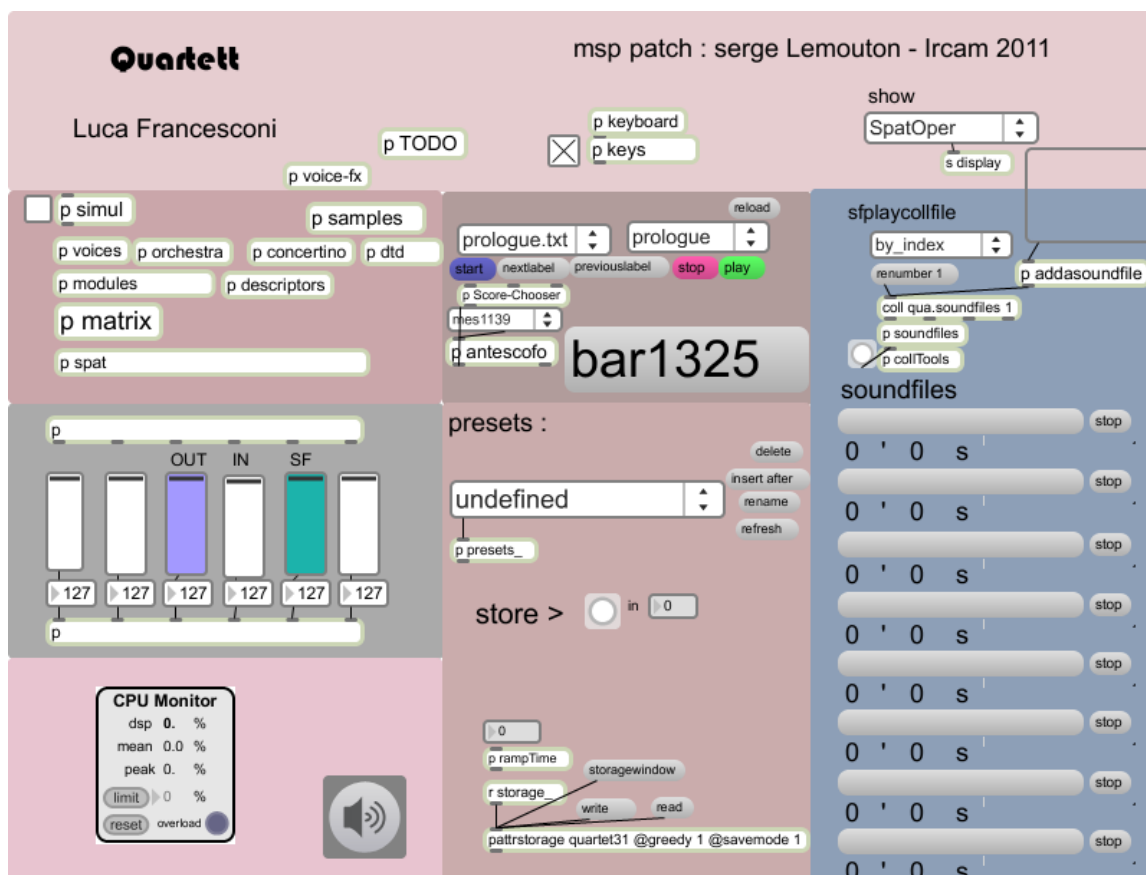 Quartett
msp patch : serge Lemouton - Ircam 2011
Luca Francesconi
p TODO
p voice-fx
p keyboard
p keys
show
SpatOper
s display
p simul
p samples
p voices
p orchestra
p concertino
p dtd
p modules
p descriptors
p matrix
p spat
reload
prologue.txt
prologue
start
nextlabel
previouslabel
stop
play
p Score-Chooser
mes1139
p antescofo
bar1325
sfplaycollfile
by_index
renumber 1
p addasoundfile
coll qua.soundfiles 1
p soundfiles
p collTools
soundfiles
stop
0 ' 0 s
stop
0 ' 0 s
stop
0 ' 0 s
stop
0 ' 0 s
stop
0 ' 0 s
stop
0 ' 0 s
stop
0 ' 0 s
stop
0 ' 0 s
p
OUT
IN
SF
127
127
127
127
127
127
p
presets :
delete
insert after
undefined
rename
refresh
p presets_
store >
in
0
0
p rampTime
storagewindow
r storage_
write
read
pattrstorage quartet31 @greedy 1 @savemode 1
CPU Monitor
dsp 0. %
mean 0.0 %
peak 0. %
limit 0 %
reset overload